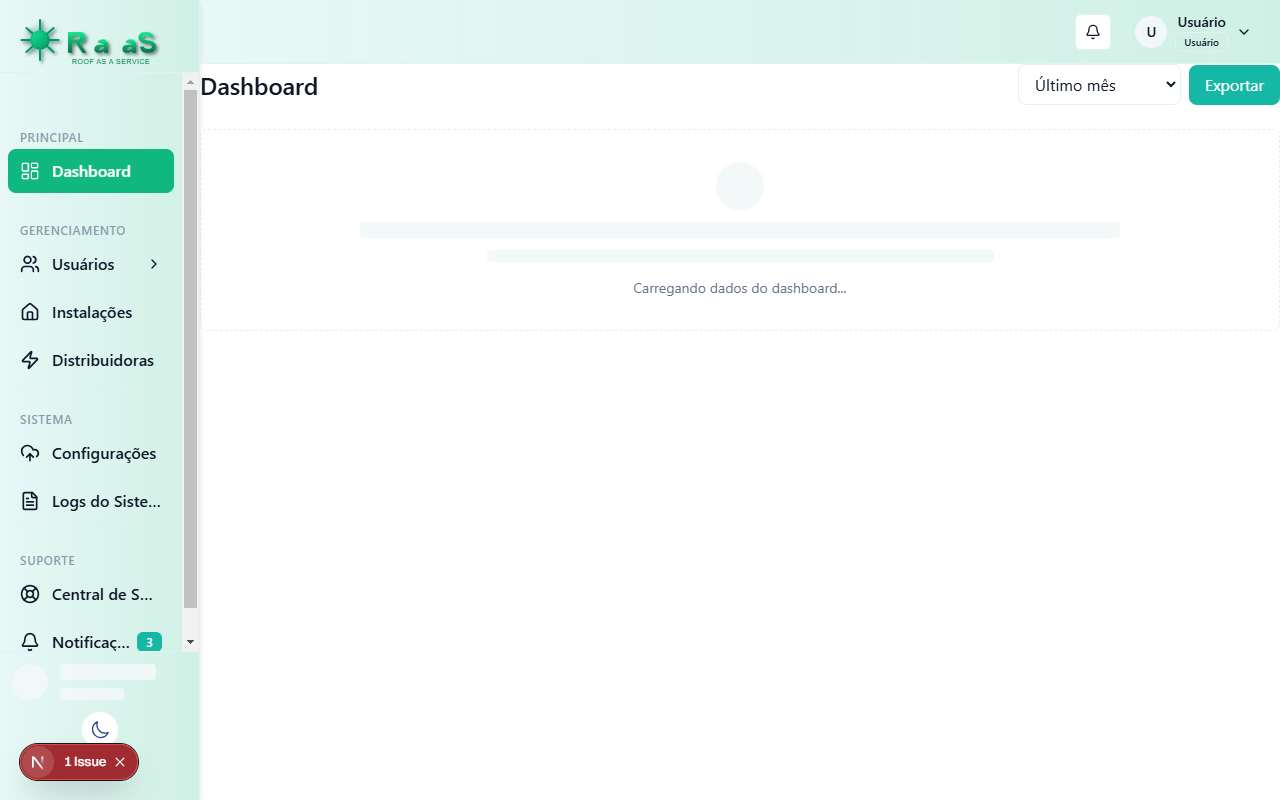 RaaS
ROOF AS A SERVICE
U
Usuário
Usuário
Dashboard
Último mês
Exportar
PRINCIPAL
Dashboard
GERENCIAMENTO
Usuários
Instalações
Distribuidoras
SISTEMA
Configurações
Logs do Siste...
SUPORTE
Central de S...
Notificaç... 3
Carregando dados do dashboard...
N 1 Issue